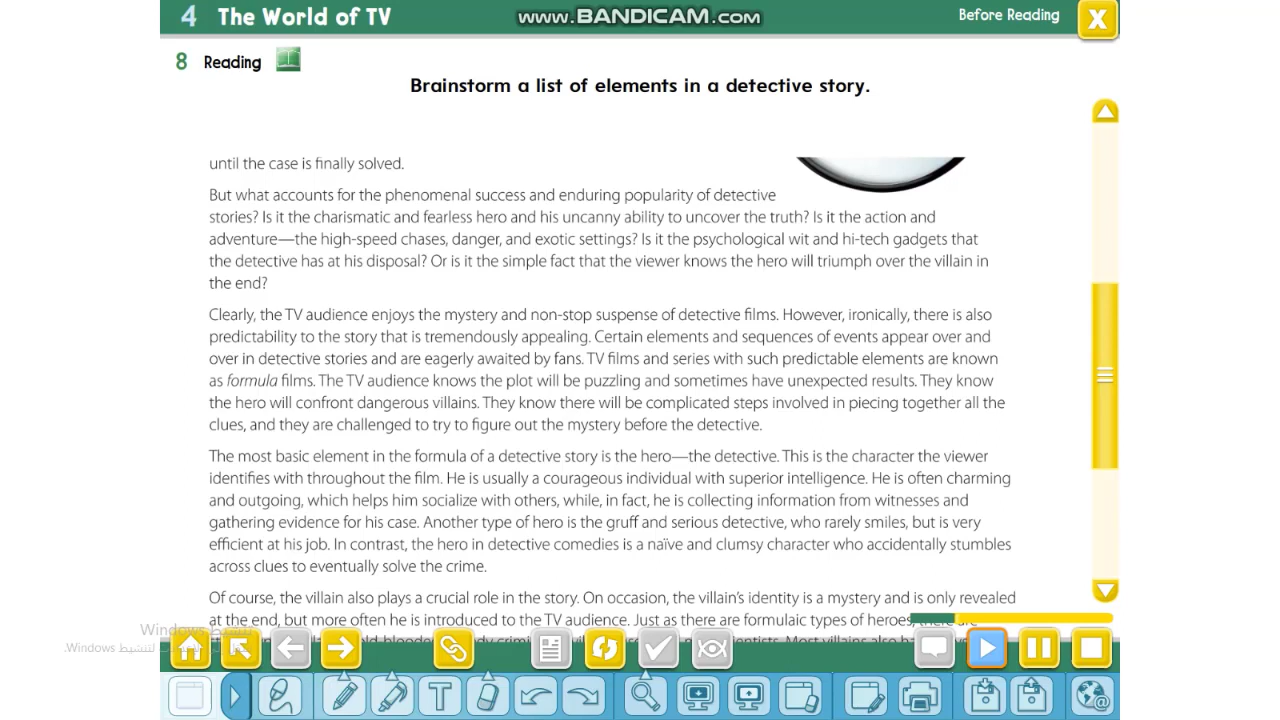 4 The World of TV
www.BANDICAM.com
Before Reading
X
8 Reading
Brainstorm a list of elements in a detective story.
until the case is finally solved.
But what accounts for the phenomenal success and enduring popularity of detective
stories? Is it the charismatic and fearless hero and his uncanny ability to uncover the truth? Is it the action and
adventure—the high-speed chases, danger, and exotic settings? Is it the psychological wit and hi-tech gadgets that
the detective has at his disposal? Or is it the simple fact that the viewer knows the hero will triumph over the villain in
the end?
Clearly, the TV audience enjoys the mystery and non-stop suspense of detective films. However, ironically, there is also
predictability to the story that is tremendously appealing. Certain elements and sequences of events appear over and
over in detective stories and are eagerly awaited by fans. TV films and series with such predictable elements are known
as formula films. The TV audience knows the plot will be puzzling and sometimes have unexpected results. They know
the hero will confront dangerous villains. They know there will be complicated steps involved in piecing together all the
clues, and they are challenged to try to figure out the mystery before the detective.
The most basic element in the formula of a detective story is the hero—the detective. This is the character the viewer
identifies with throughout the film. He is usually a courageous individual with superior intelligence. He is often charming
and outgoing, which helps him socialize with others, while, in fact, he is collecting information from witnesses and
gathering evidence for his case. Another type of hero is the gruff and serious detective, who rarely smiles, but is very
efficient at his job. In contrast, the hero in detective comedies is a naïve and clumsy character who accidentally stumbles
across clues to eventually solve the crime.
Of course, the villain also plays a crucial role in the story. On occasion, the villain's identity is a mystery and is only revealed
at the end, but more often he is introduced to the TV audience. Just as there are formulaic types of heroes, there are
Most villains also
تنشيط Windows
لتنشيط Windows.
T